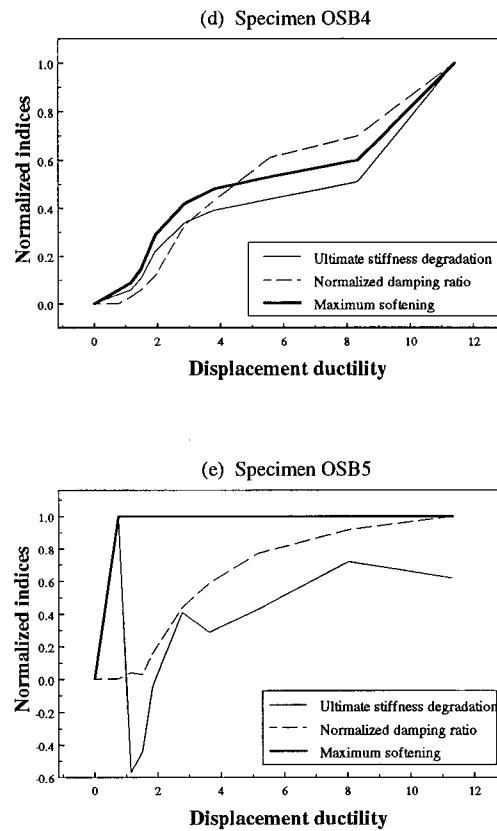 (d) Specimen OSB4
1.0
0.8
0.6
0.4
0.2
0.0
Normalized indices
Ultimate stiffness degradation
Normalized damping ratio
Maximum softening
0 2 4 6 8 10 12
Displacement ductility
(e) Specimen OSB5
1.0
0.8
0.6
0.4
0.2
0.0
-0.2
-0.4
-0.6
Normalized indices
Ultimate stiffness degradation
Normalized damping ratio
Maximum softening
0 2 4 6 8 10 12
Displacement ductility